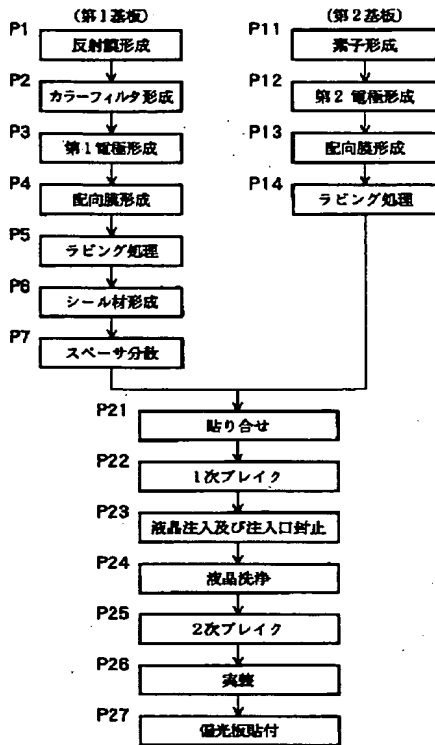 (第1基板)
P1
反射膜形成
P2
カラーフィルタ形成
P3
第1電極形成
P4
配向膜形成
P5
ラビング処理
P6
シール材形成
P7
スペーサ分散
(第2基板)
P11
素子形成
P12
第2電極形成
P13
配向膜形成
P14
ラビング処理
P21
貼り合せ
P22
1次ブレイク
P23
液晶注入及び注入口封止
P24
液晶洗浄
P25
2次ブレイク
P26
実装
P27
偏光板貼付